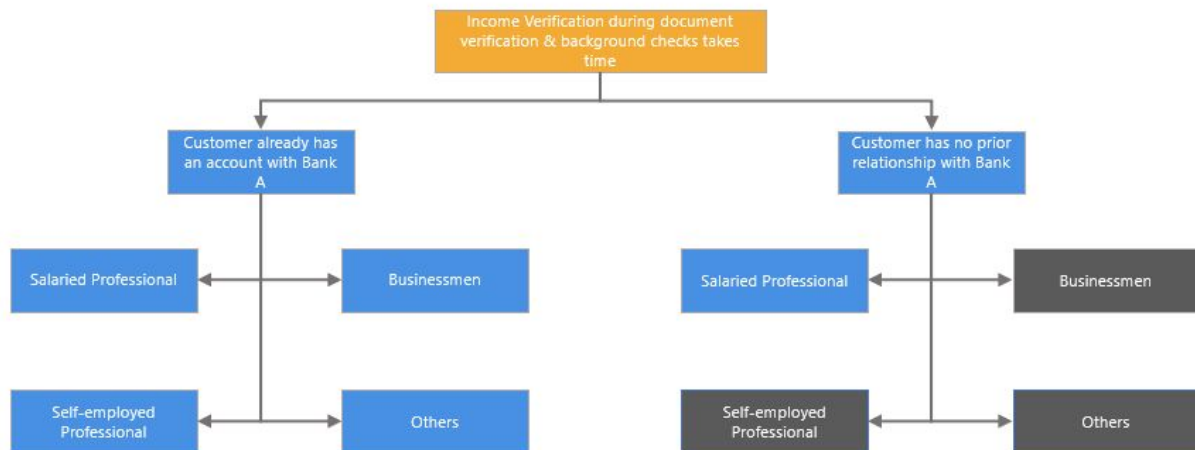 Income Verification during document
verification & background checks takes
time
Customer already has
an account with Bank
A
Customer has no prior
relationship with Bank
A
Salaried Professional
Businessmen
Salaried Professional
Businessmen
Self-employed
Professional
Others
Self-employed
Professional
Others